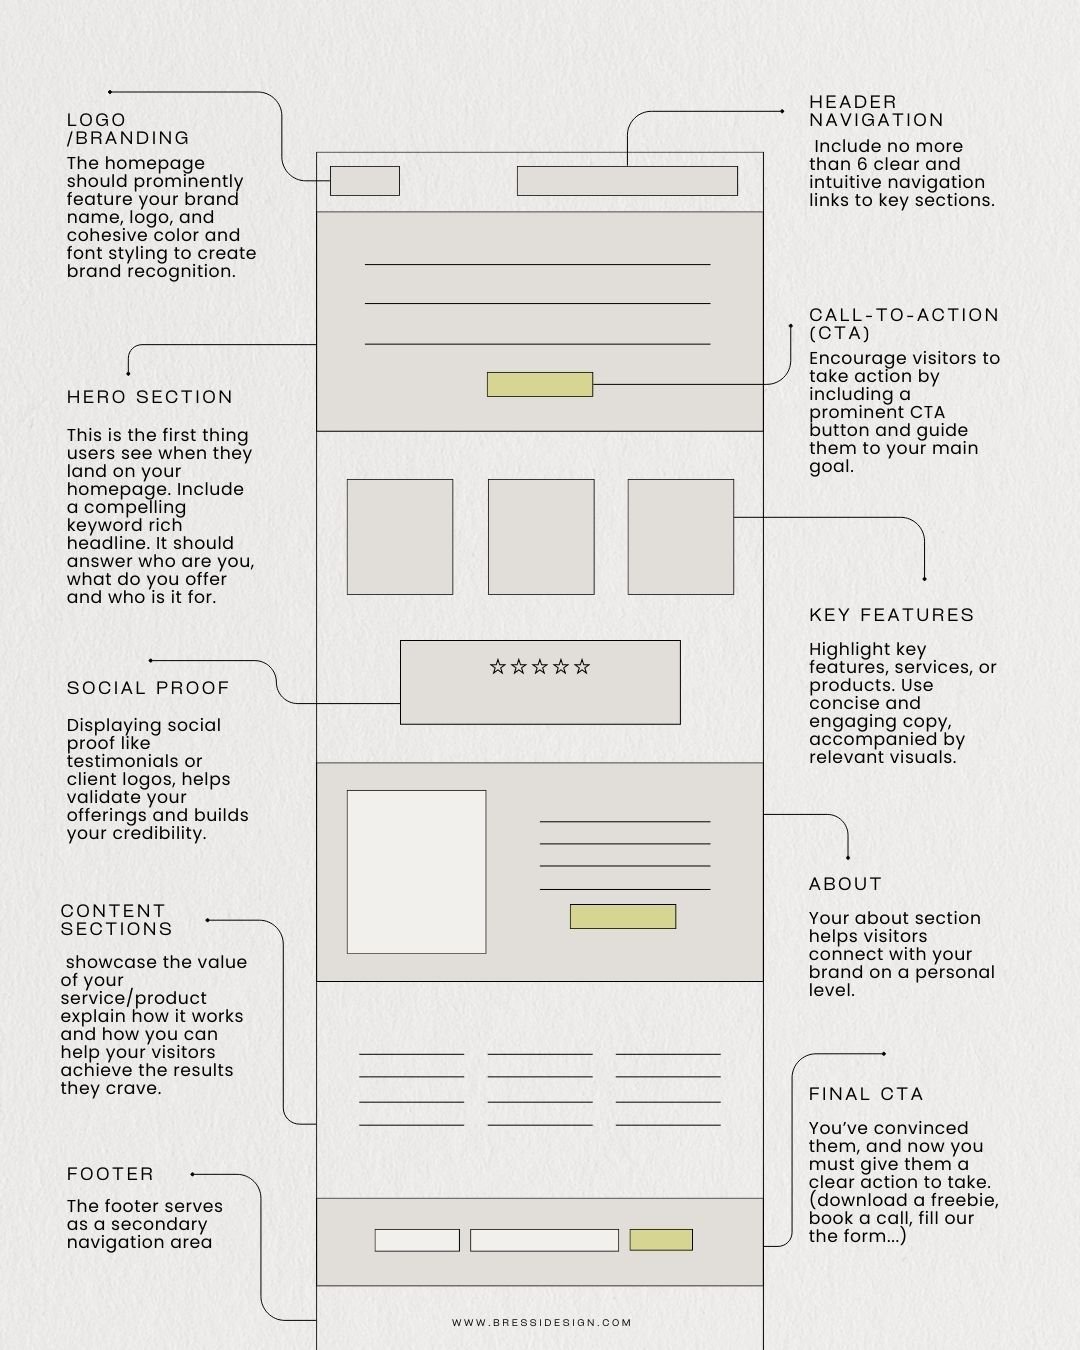 LOGO
/BRANDING
The homepage
should prominently
feature your brand
name, logo, and
cohesive color and
font styling to create
brand recognition.
HEADER
NAVIGATION
Include no more
than 6 clear and
intuitive navigation
links to key sections.
HERO SECTION
This is the first thing
users see when they
land on your
homepage. Include
a compelling
keyword rich
headline. It should
answer who are you,
what do you offer
and who is it for.
CALL-TO-ACTION
(CTA)
Encourage visitors to
take action by
including a
prominent CTA
button and guide
them to your main
goal.
KEY FEATURES
Highlight key
features, services, or
products. Use
concise and
engaging copy,
accompanied by
relevant visuals.
SOCIAL PROOF
Displaying social
proof like
testimonials or
client logos, helps
validate your
offerings and builds
your credibility.
ABOUT
Your about section
helps visitors
connect with your
brand on a personal
level.
CONTENT
SECTIONS
showcase the value
of your
service/product
explain how it works
and how you can
help your visitors
achieve the results
they crave.
FINAL CTA
You’ve convinced
them, and now you
must give them a
clear action to take.
(download a freebie,
book a call, fill our
the form...)
FOOTER
The footer serves
as a secondary
navigation area
WWW.BRESSIDESIGN.COM